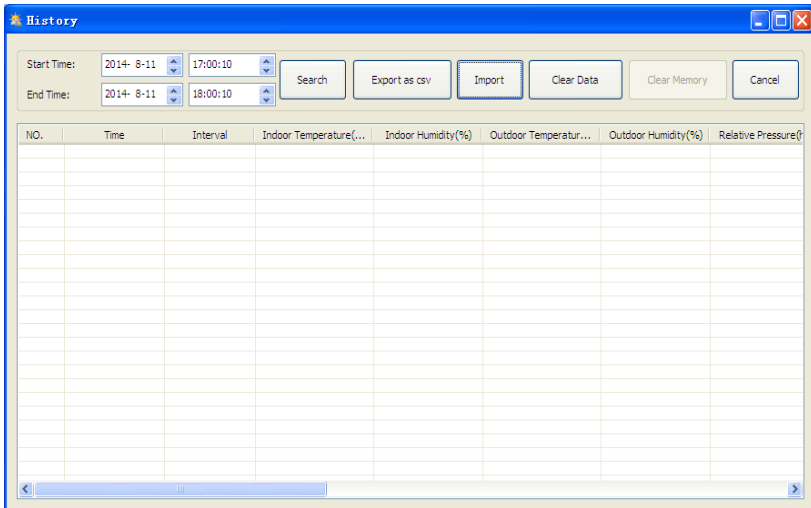 History
Start Time: 2014- 8-11 17:00:10
End Time: 2014- 8-11 18:00:10
Search Export as csv Import Clear Data Clear Memory Cancel
NO. Time Interval Indoor Temperature(... Indoor Humidity(%) Outdoor Temperatur... Outdoor Humidity(%) Relative Pressure(h